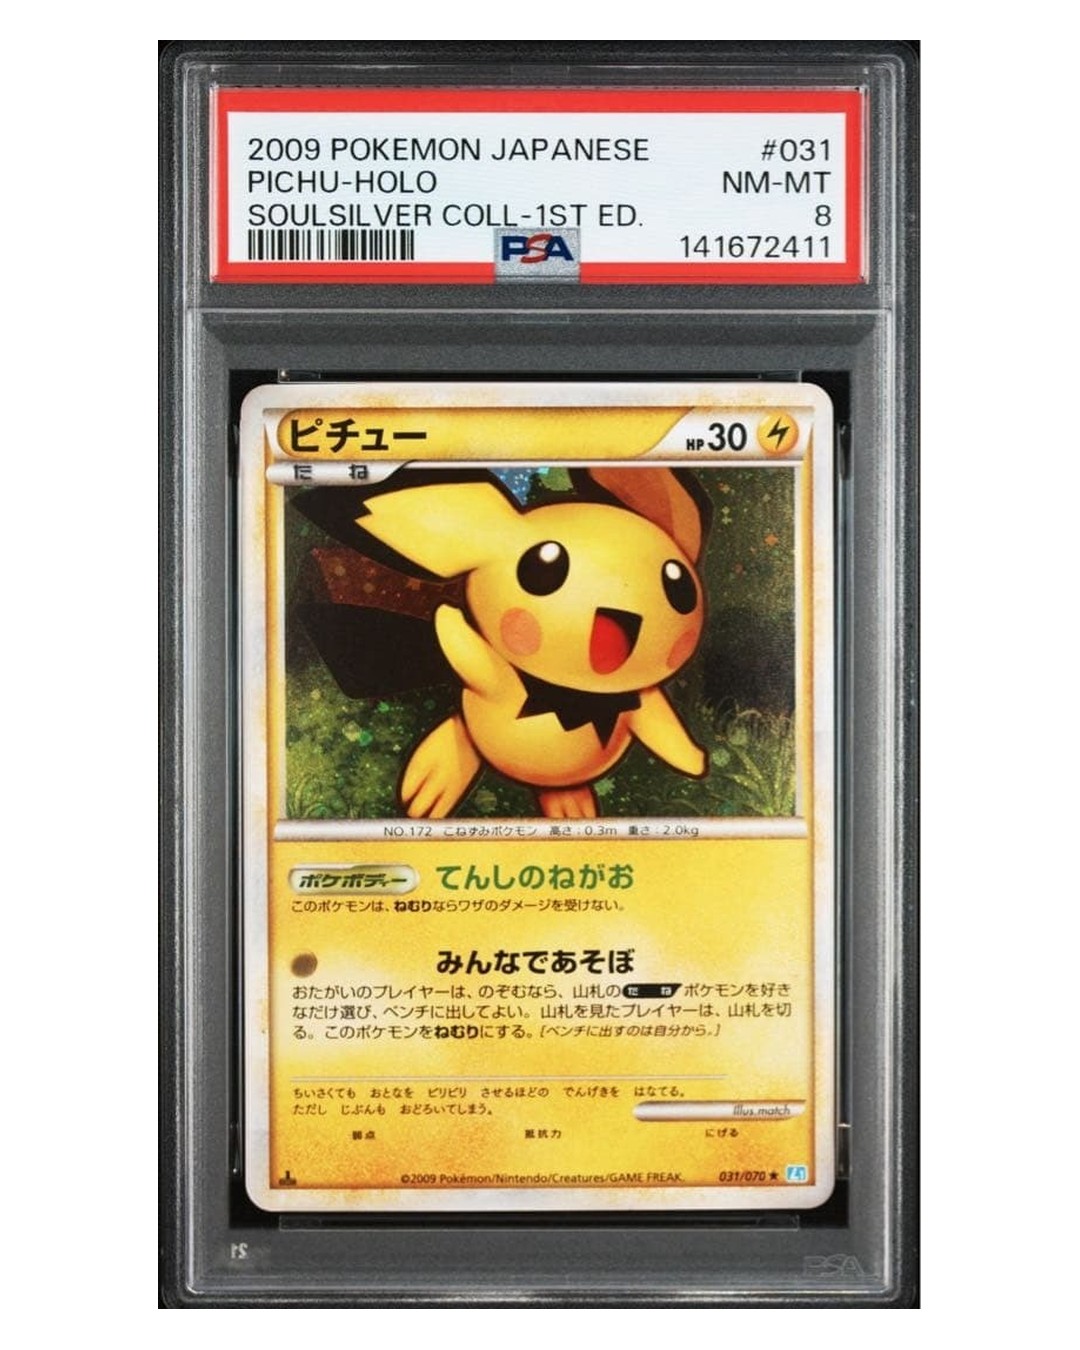 2009 POKEMON JAPANESE #031
PICHU-HOLO NM-MT
SOULSILVER COLL-1ST ED. 8
PSA 141672411
ピチュー HP30
たね
NO.172 こねずみポケモン 高さ：0.3m 重さ：2.0kg
ポケボディー てんしのねがお
このポケモンは、ねむりならワザのダメージを受けない。
みんなであそぼ
おたがいのプレイヤーは、のぞむなら、山札のたねポケモンを好き
なだけ選び、ベンチに出してよい。山札を見たプレイヤーは、山札を切
る。このポケモンをねむりにする。［ベンチに出すのは自分から。］
ちいさくても おとなを ビリビリ させるほどの でんげきを はなてる。
ただし じぶんも おどろいてしまう。
Illus.match
弱点 抵抗力 にげる
1 ©2009 Pokémon/Nintendo/Creatures/GAME FREAK. 031/070 ★ L1
21
PSA